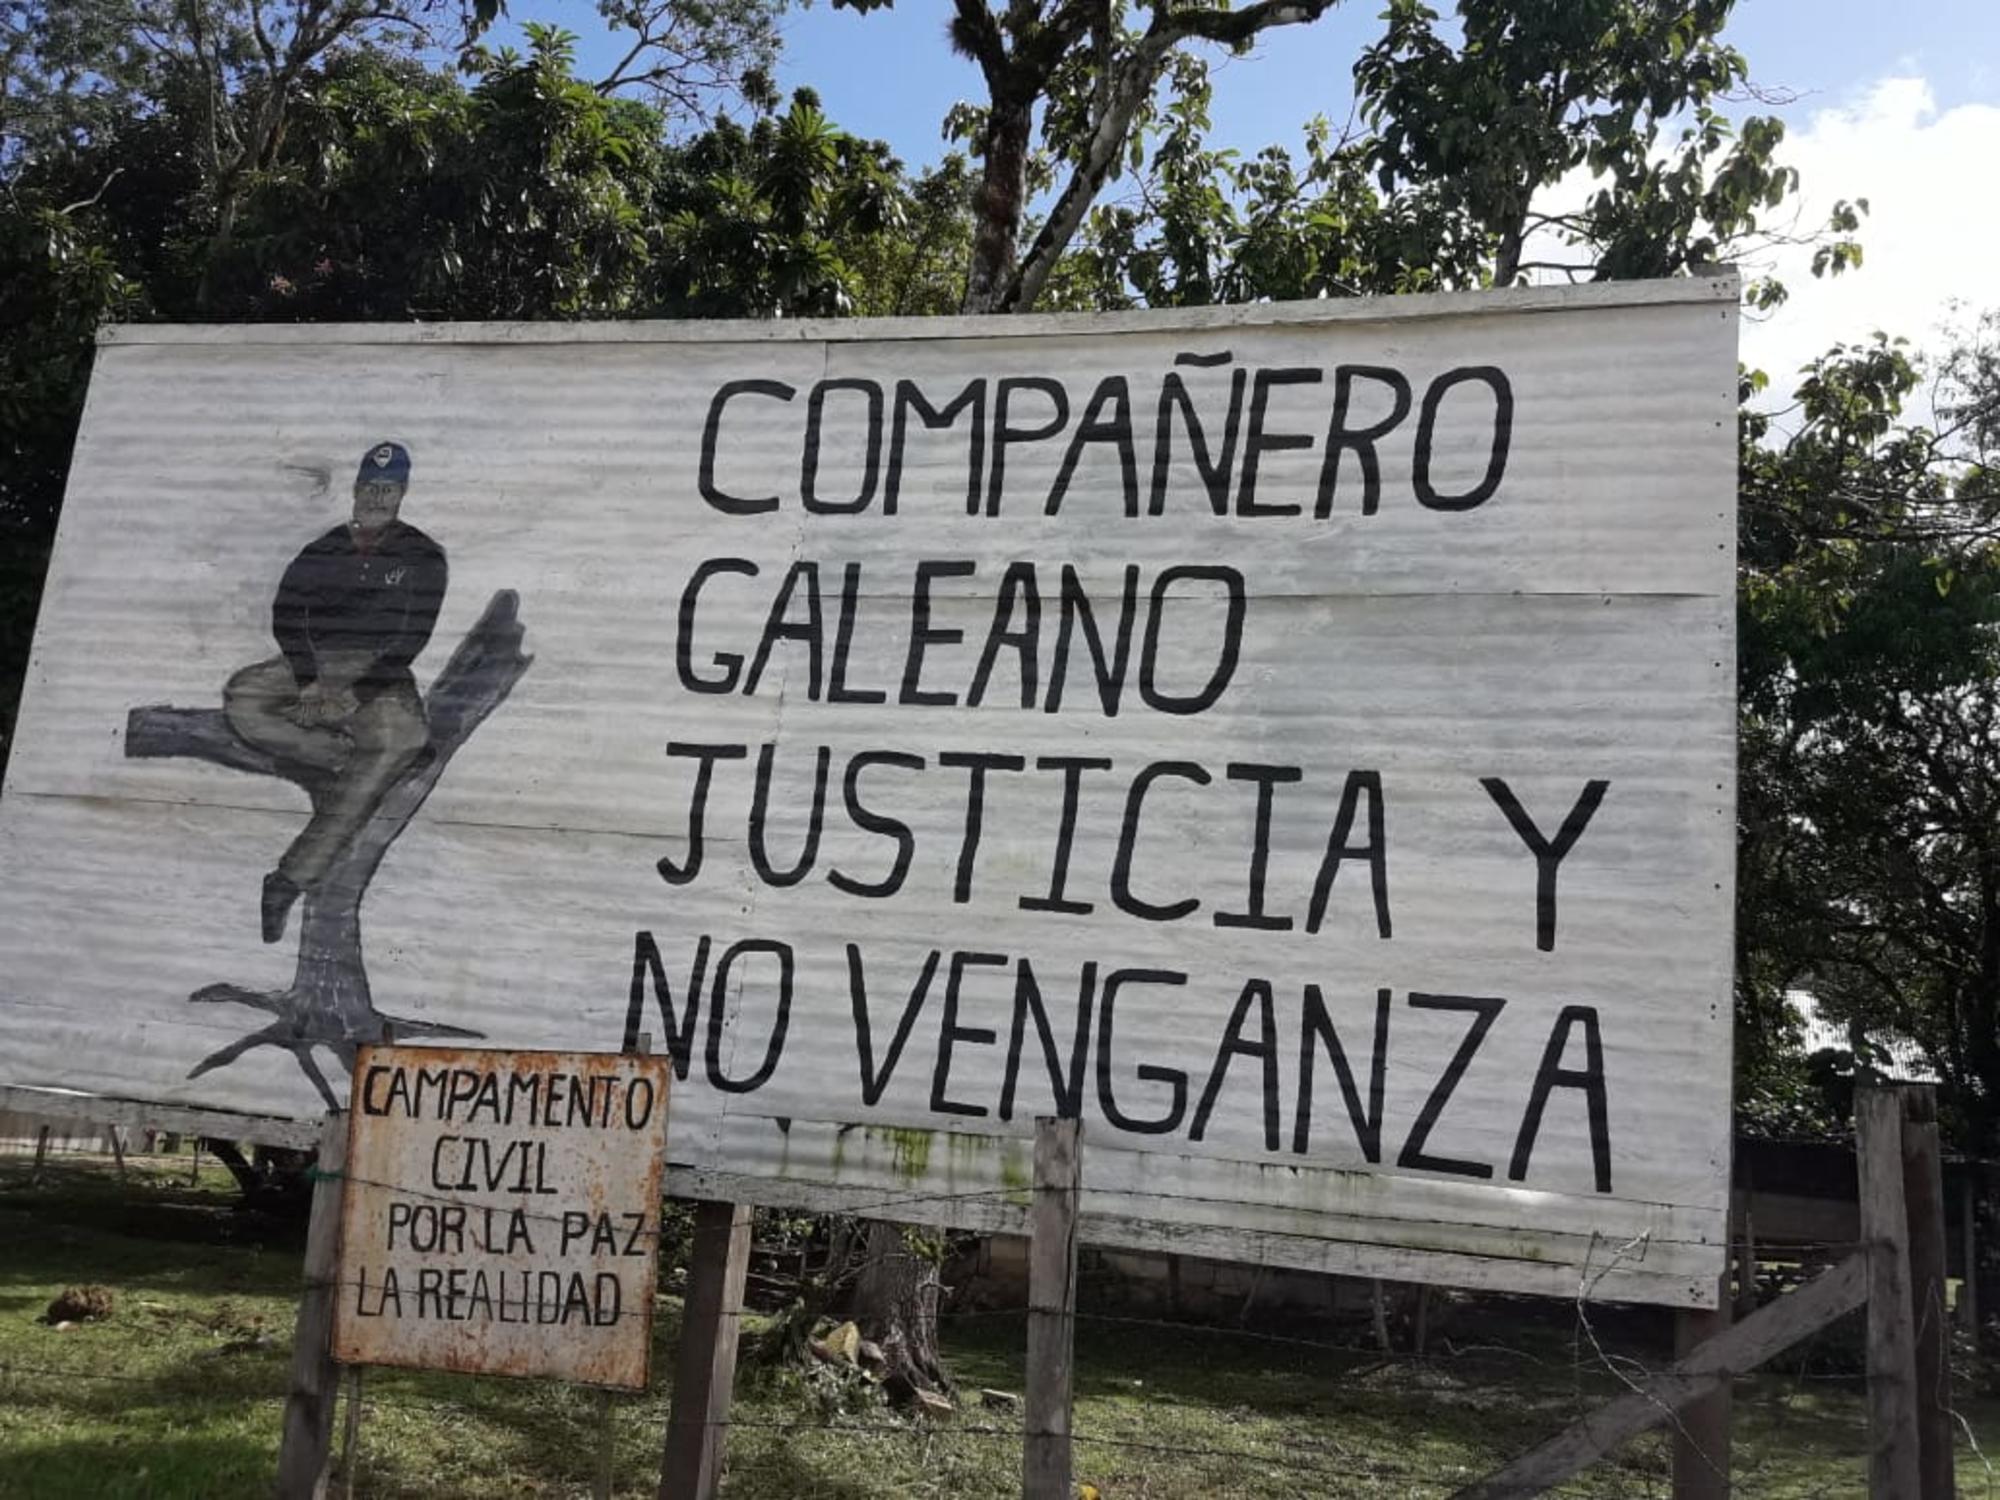 COMPAÑERO
GALEANO
JUSTICIA Y
NO VENGANZA
CAMPAMENTO
CIVIL
POR LA PAZ
LA REALIDAD